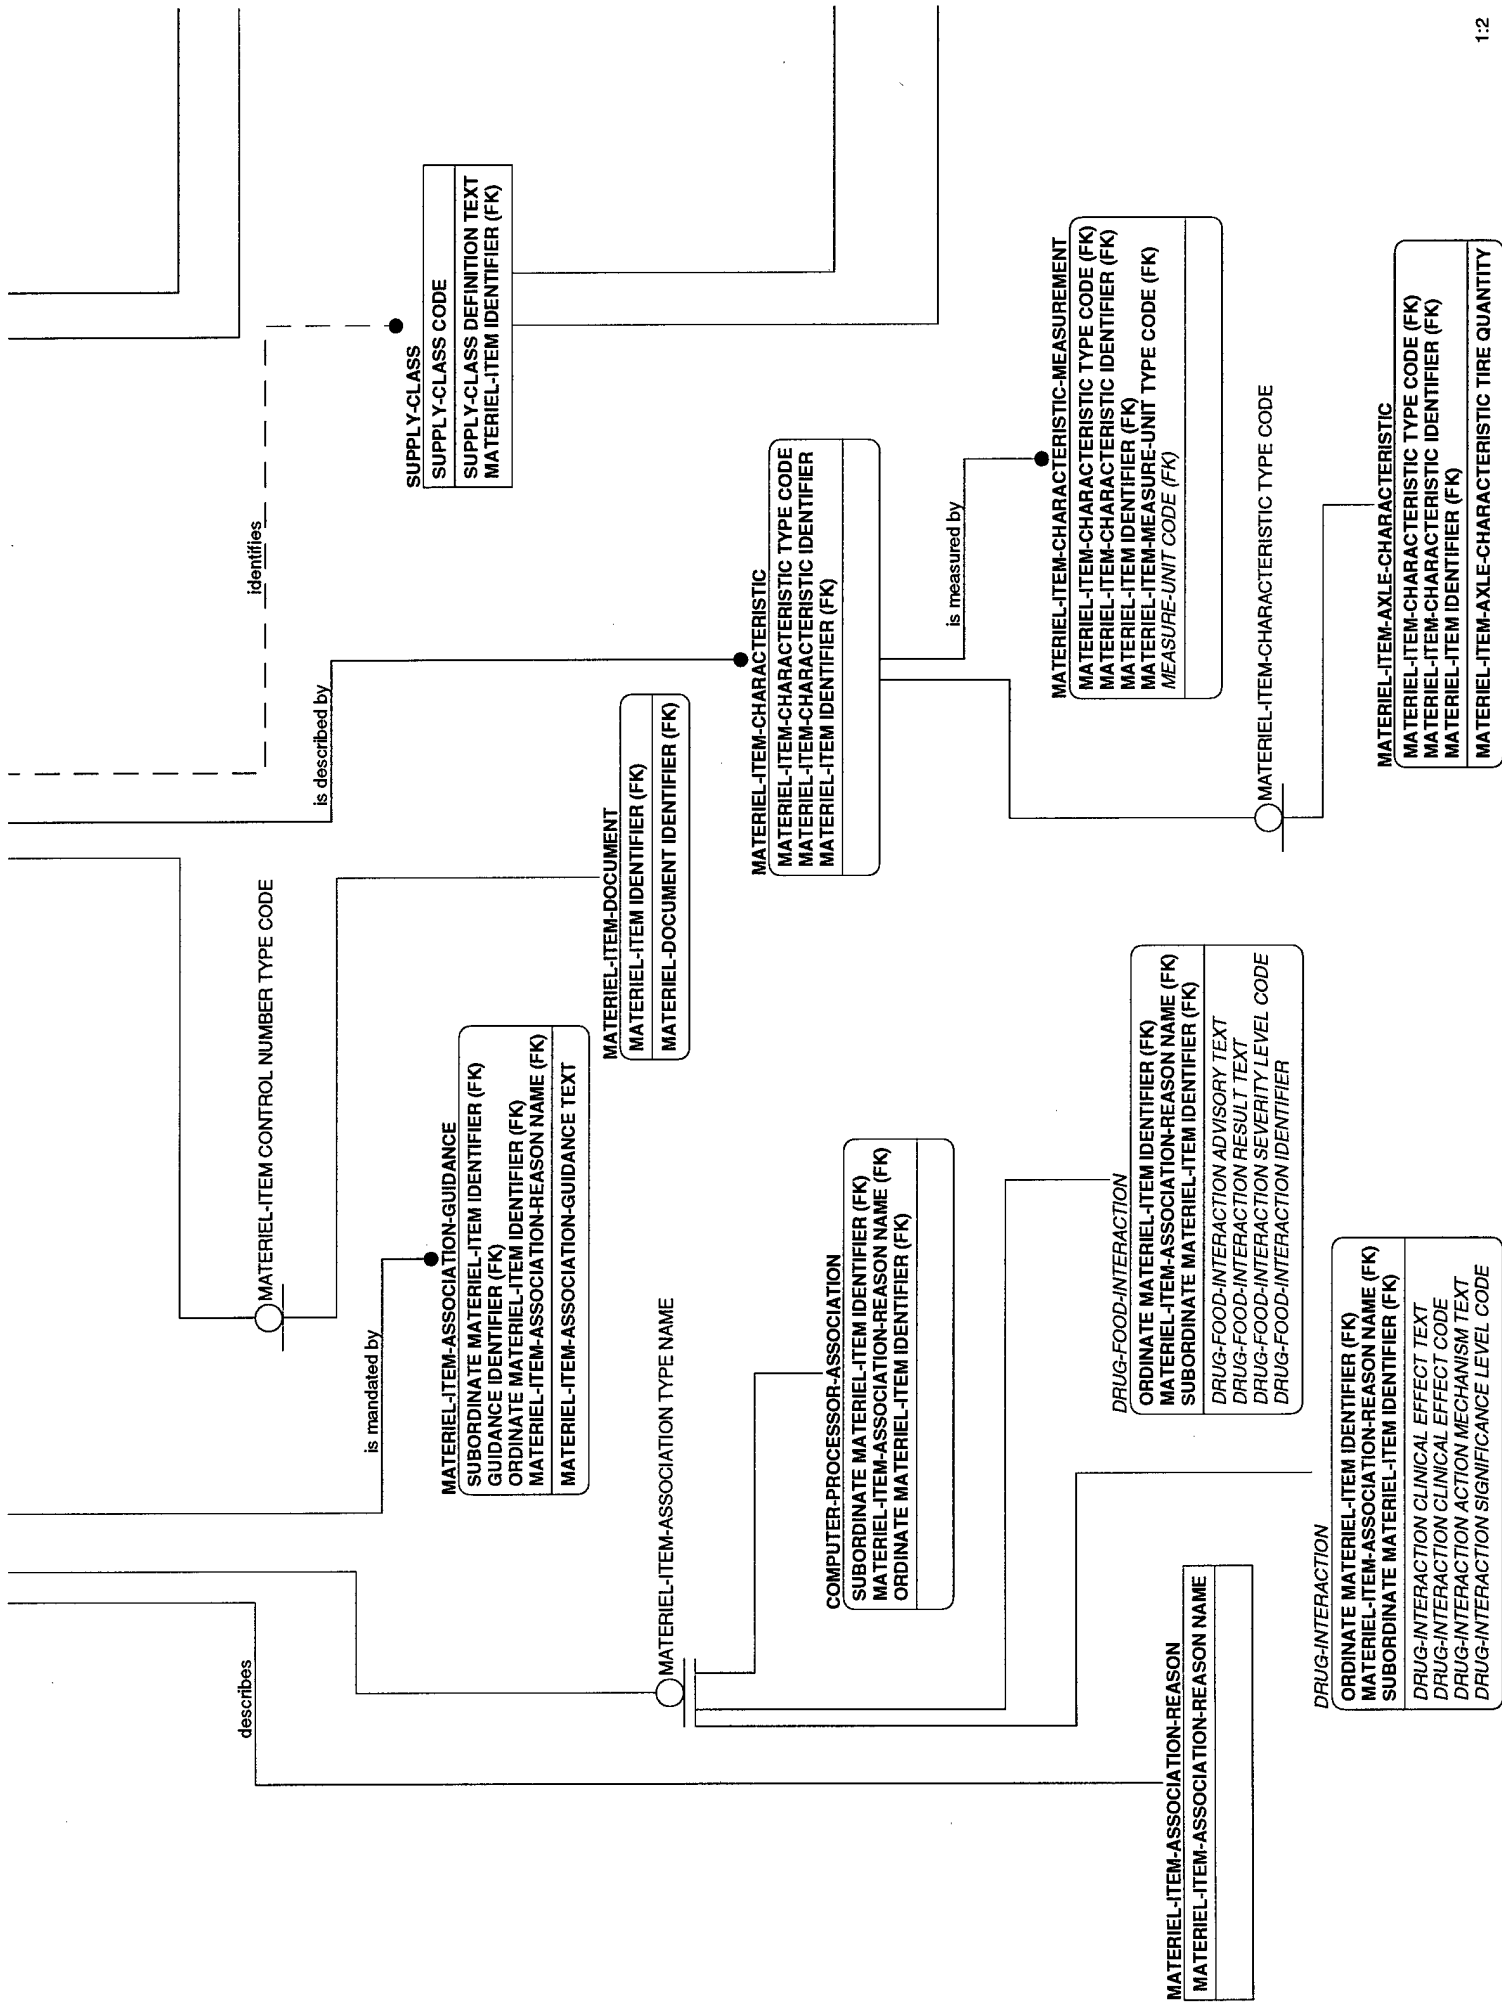 describes
is mandated by
MATERIEL-ITEM CONTROL NUMBER TYPE CODE
is described by
identifies
SUPPLY-CLASS
SUPPLY-CLASS CODE
SUPPLY-CLASS DEFINITION TEXT
MATERIEL-ITEM IDENTIFIER (FK)
MATERIEL-ITEM-ASSOCIATION-GUIDANCE
SUBORDINATE MATERIEL-ITEM IDENTIFIER (FK)
GUIDANCE IDENTIFIER (FK)
ORDINATE MATERIEL-ITEM IDENTIFIER (FK)
MATERIEL-ITEM-ASSOCIATION-REASON NAME (FK)
MATERIEL-ITEM-ASSOCIATION-GUIDANCE TEXT
MATERIEL-ITEM-DOCUMENT
MATERIEL-ITEM IDENTIFIER (FK)
MATERIEL-DOCUMENT IDENTIFIER (FK)
MATERIEL-ITEM-ASSOCIATION TYPE NAME
MATERIEL-ITEM-CHARACTERISTIC
MATERIEL-ITEM-CHARACTERISTIC TYPE CODE
MATERIEL-ITEM-CHARACTERISTIC IDENTIFIER
MATERIEL-ITEM IDENTIFIER (FK)
COMPUTER-PROCESSOR-ASSOCIATION
SUBORDINATE MATERIEL-ITEM IDENTIFIER (FK)
MATERIEL-ITEM-ASSOCIATION-REASON NAME (FK)
ORDINATE MATERIEL-ITEM IDENTIFIER (FK)
is measured by
MATERIEL-ITEM-CHARACTERISTIC-MEASUREMENT
MATERIEL-ITEM-CHARACTERISTIC TYPE CODE (FK)
MATERIEL-ITEM-CHARACTERISTIC IDENTIFIER (FK)
MATERIEL-ITEM IDENTIFIER (FK)
MATERIEL-ITEM-MEASURE-UNIT TYPE CODE (FK)
MEASURE-UNIT CODE (FK)
DRUG-FOOD-INTERACTION
ORDINATE MATERIEL-ITEM IDENTIFIER (FK)
MATERIEL-ITEM-ASSOCIATION-REASON NAME (FK)
SUBORDINATE MATERIEL-ITEM IDENTIFIER (FK)
DRUG-FOOD-INTERACTION ADVISORY TEXT
DRUG-FOOD-INTERACTION RESULT TEXT
DRUG-FOOD-INTERACTION SEVERITY LEVEL CODE
DRUG-FOOD-INTERACTION IDENTIFIER
MATERIEL-ITEM-ASSOCIATION-REASON
MATERIEL-ITEM-ASSOCIATION-REASON NAME
MATERIEL-ITEM-CHARACTERISTIC TYPE CODE
DRUG-INTERACTION
ORDINATE MATERIEL-ITEM IDENTIFIER (FK)
MATERIEL-ITEM-ASSOCIATION-REASON NAME (FK)
SUBORDINATE MATERIEL-ITEM IDENTIFIER (FK)
DRUG-INTERACTION CLINICAL EFFECT TEXT
DRUG-INTERACTION CLINICAL EFFECT CODE
DRUG-INTERACTION ACTION MECHANISM TEXT
DRUG-INTERACTION SIGNIFICANCE LEVEL CODE
MATERIEL-ITEM-AXLE-CHARACTERISTIC
MATERIEL-ITEM-CHARACTERISTIC TYPE CODE (FK)
MATERIEL-ITEM-CHARACTERISTIC IDENTIFIER (FK)
MATERIEL-ITEM IDENTIFIER (FK)
MATERIEL-ITEM-AXLE-CHARACTERISTIC TIRE QUANTITY
1:2